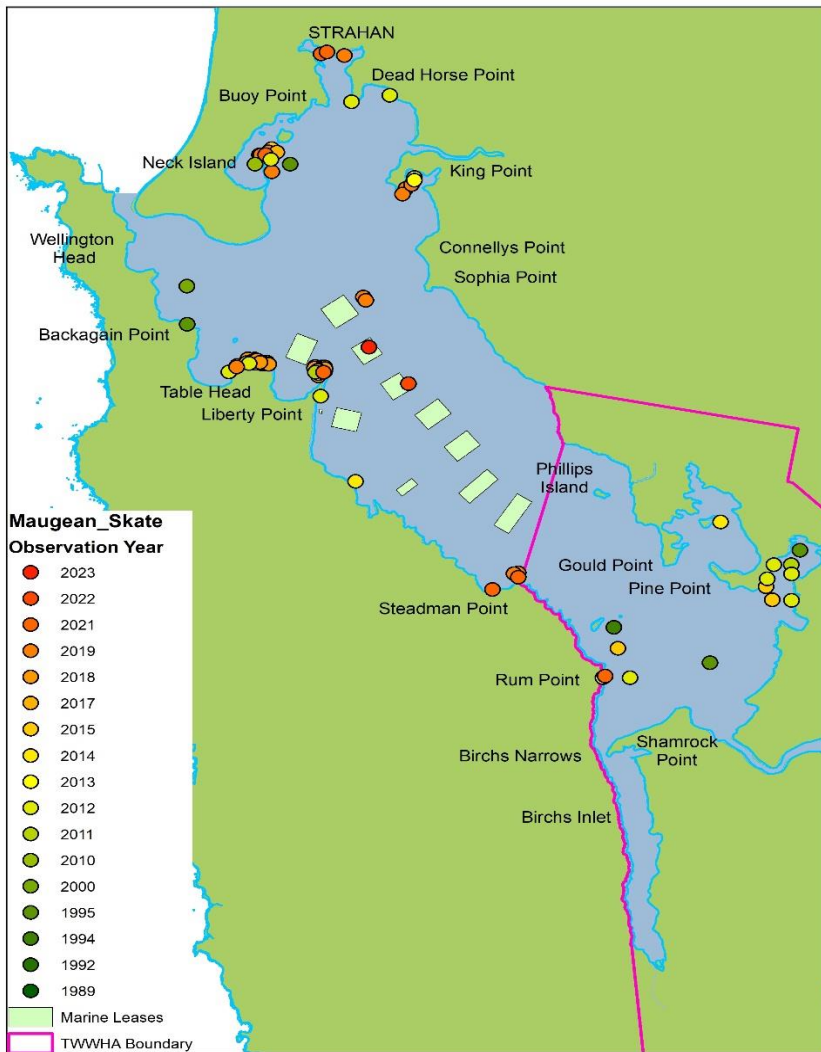 STRAHAN
Dead Horse Point
Buoy Point
Neck Island
King Point
Wellington
Head
Connellys Point
Sophia Point
Backagain Point
Table Head
Liberty Point
Phillips
Island
Gould Point
Pine Point
Steadman Point
Rum Point
Shamrock
Point
Birchs Narrows
Birchs Inlet
Maugean_Skate
Observation Year
2023
2022
2021
2019
2018
2017
2015
2014
2013
2012
2011
2010
2000
1995
1994
1992
1989
Marine Leases
TWWHA Boundary